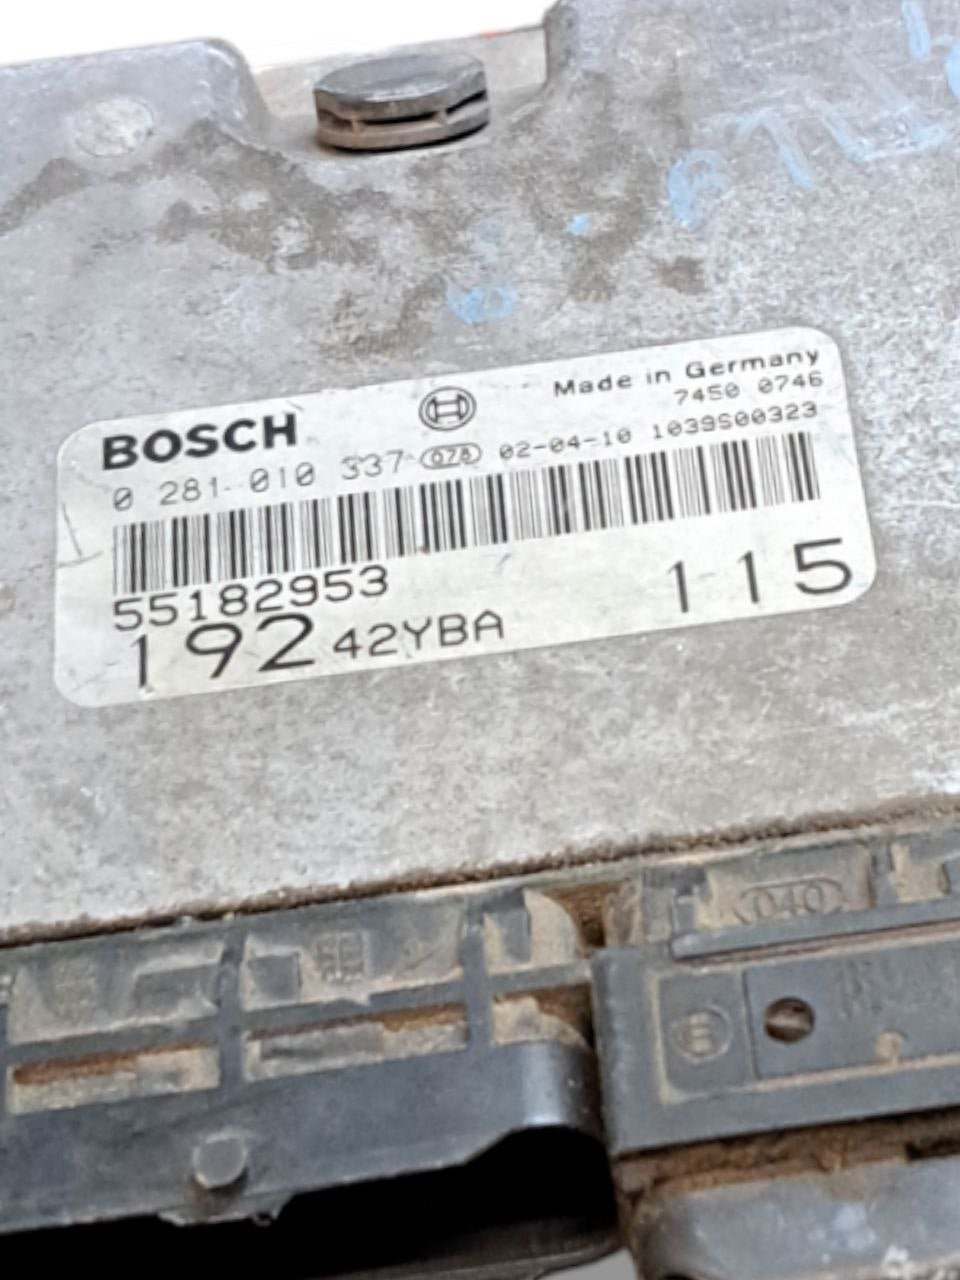 BOSCH
Made in Germany
7450 0746
0 281 010 337 078 02-04-10 1039S00323
55182953
192 42YBA 115
040